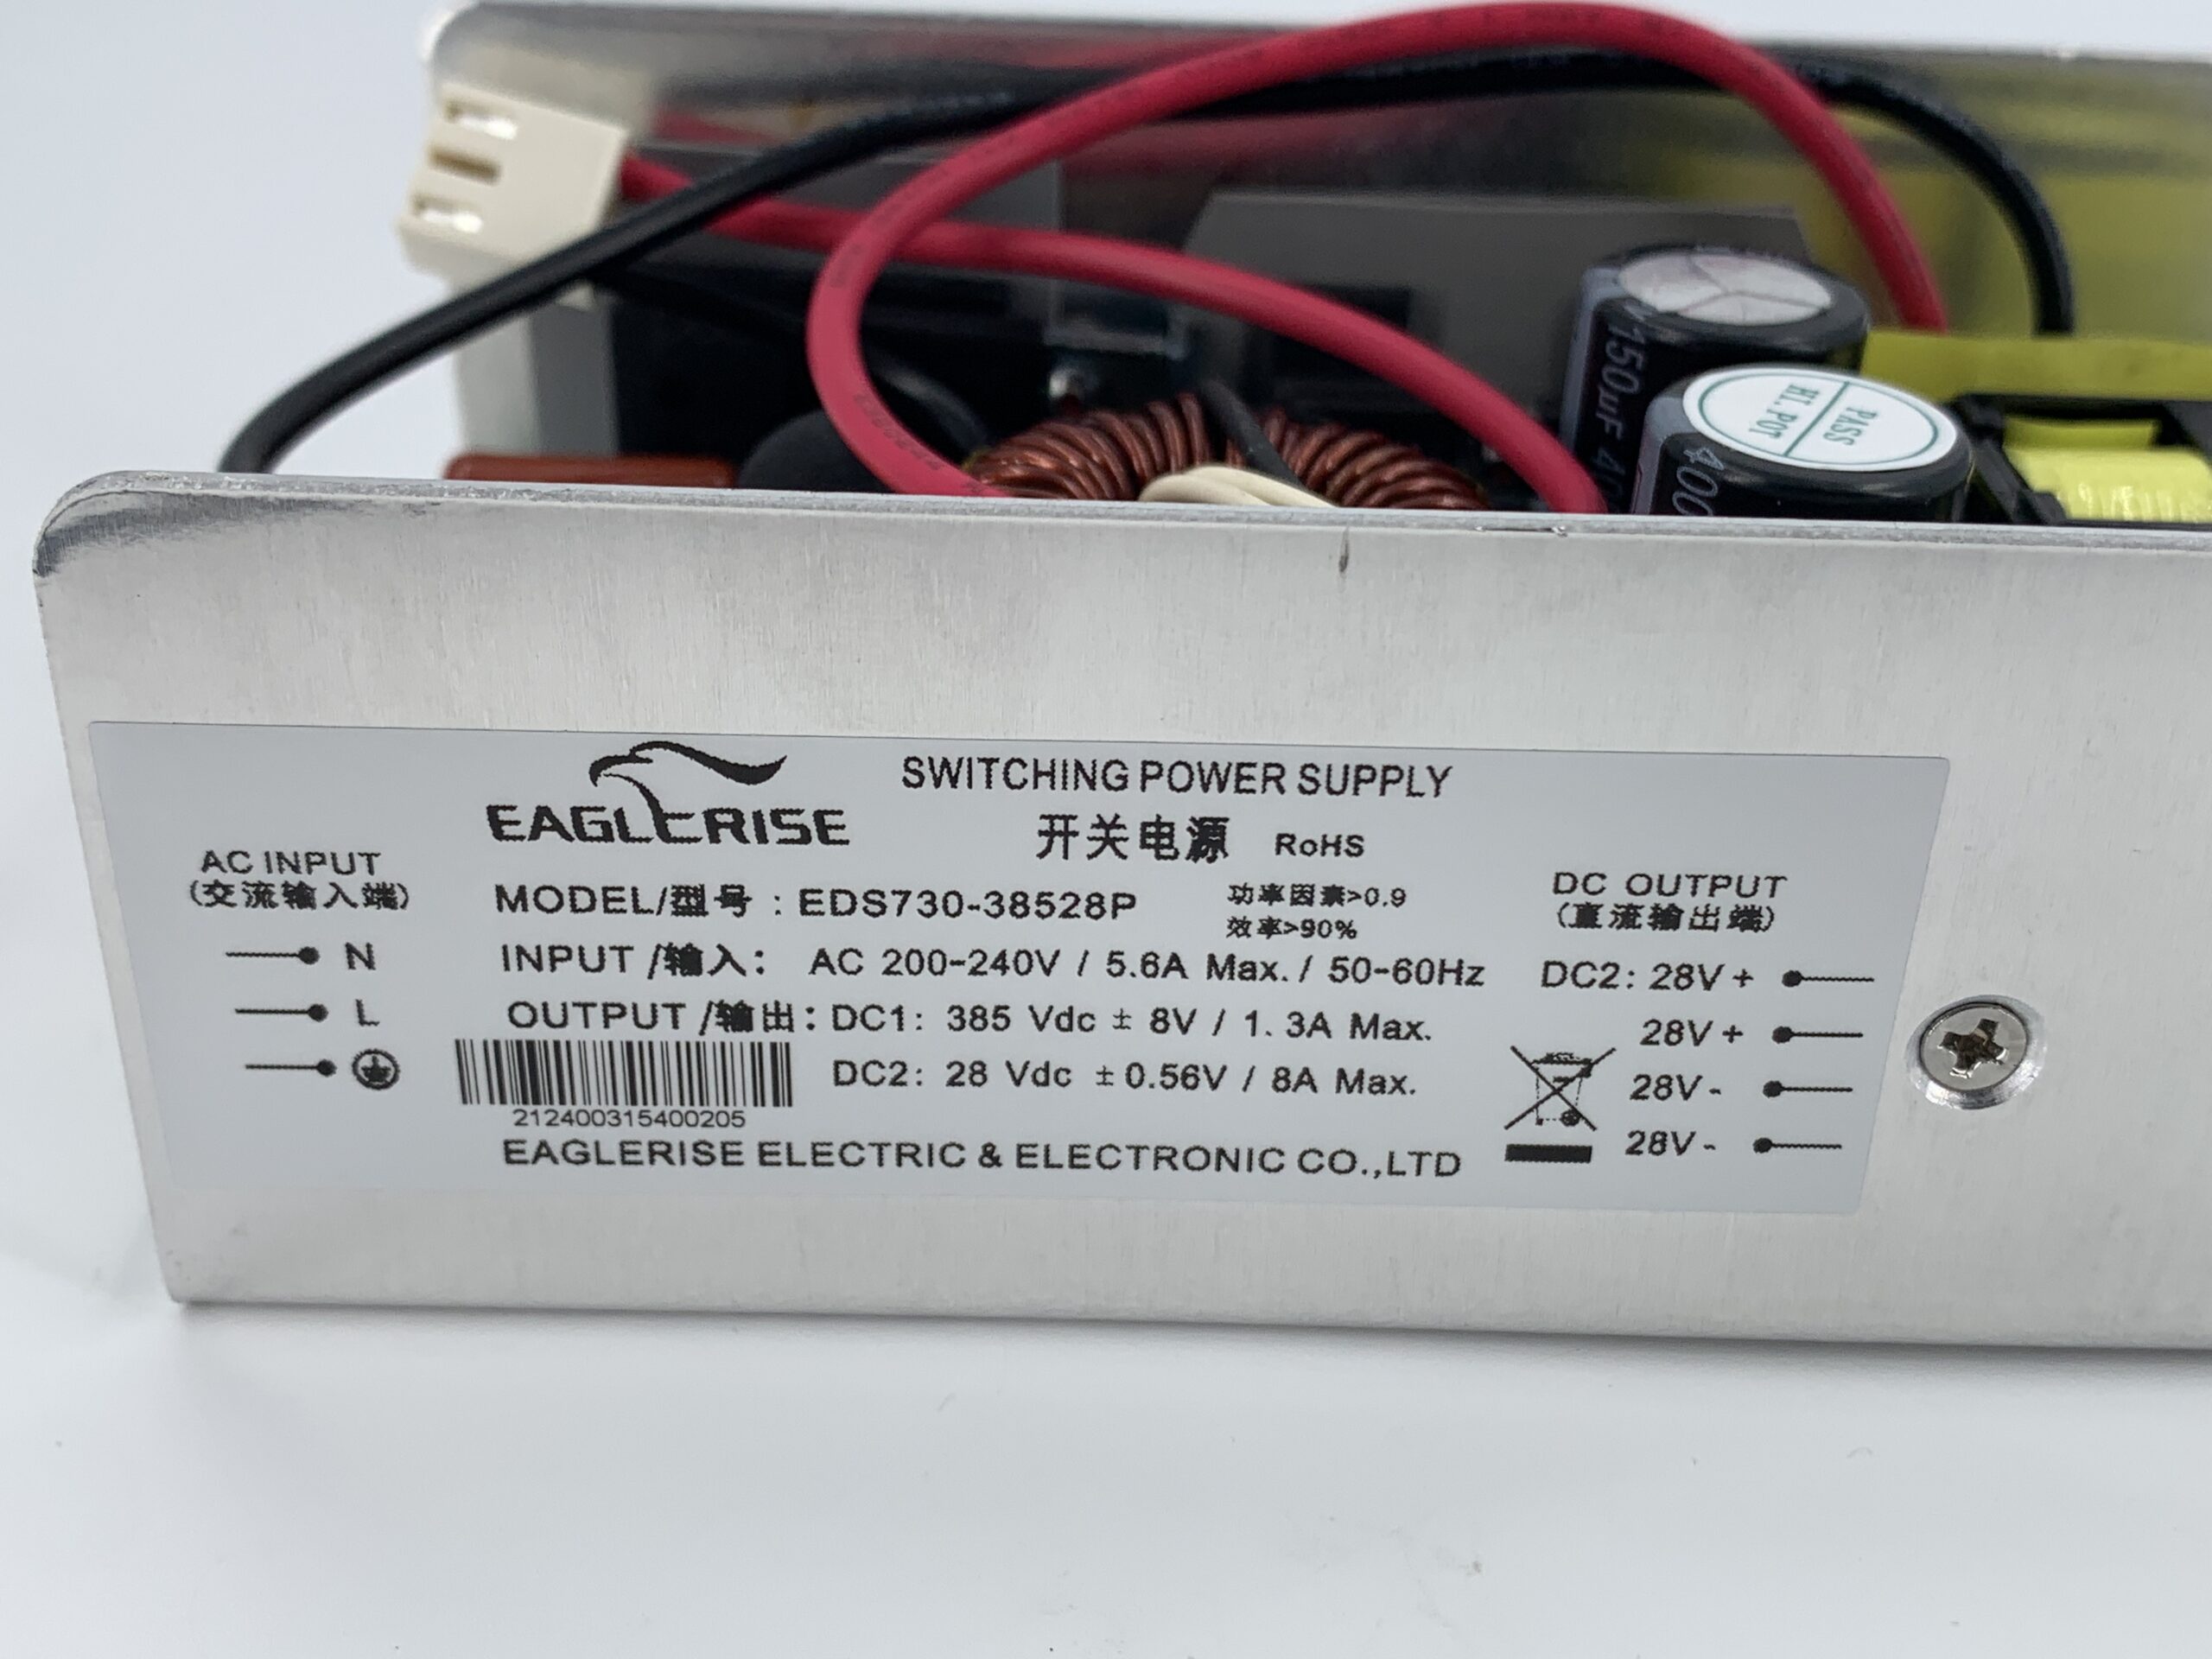 150µF 40
400
PASS
HI.POT
EAGLERISE
SWITCHING POWER SUPPLY
开关电源 RoHS
AC INPUT
(交流输入端)
MODEL/型号 : EDS730-38528P
功率因素>0.9
效率>90%
DC OUTPUT
(直流输出端)
N
INPUT /输入: AC 200-240V / 5.6A Max. / 50-60Hz
DC2: 28V +
L
OUTPUT /输出: DC1: 385 Vdc ± 8V / 1.3A Max.
28V +
DC2: 28 Vdc ± 0.56V / 8A Max.
28V -
212400315400205
28V -
EAGLERISE ELECTRIC & ELECTRONIC CO.,LTD